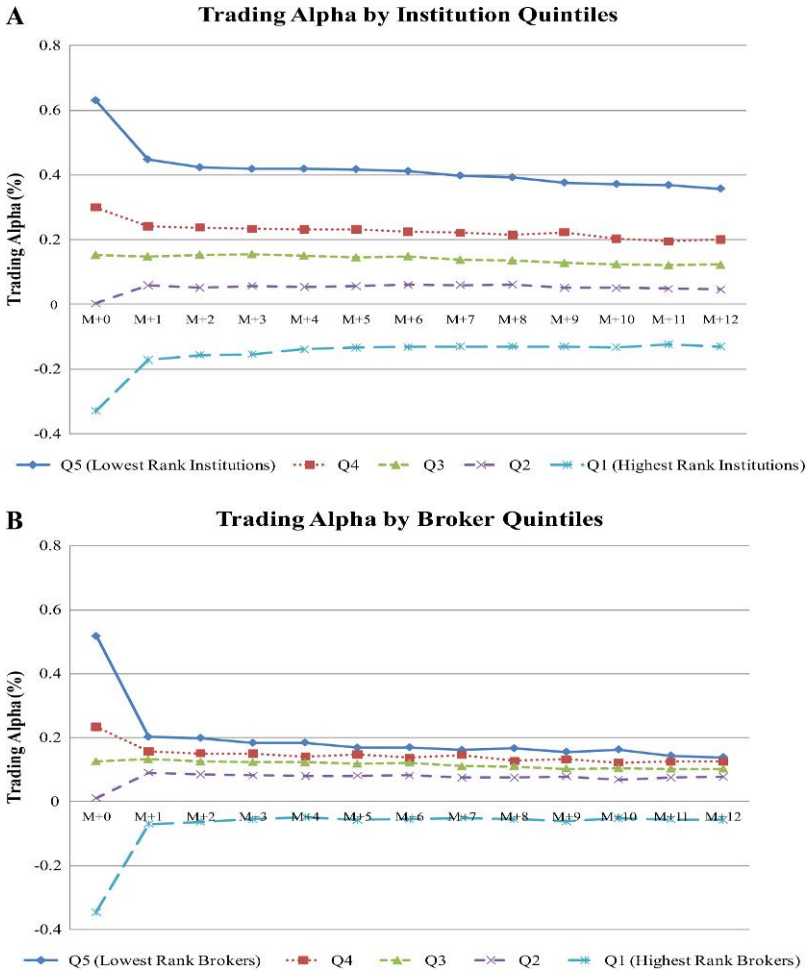 A
Trading Alpha by Institution Quintiles
Trading Alpha (%)
0.8
0.6
0.4
0.2
0
-0.2
-0.4
M+0 M+1 M+2 M+3 M+4 M+5 M+6 M+7 M+8 M+9 M+10 M+11 M+12
Q5 (Lowest Rank Institutions) Q4 Q3 Q2 Q1 (Highest Rank Institutions)
B
Trading Alpha by Broker Quintiles
Trading Alpha (%)
0.8
0.6
0.4
0.2
0
-0.2
-0.4
M+0 M+1 M+2 M+3 M+4 M+5 M+6 M+7 M+8 M+9 M+10 M+11 M+12
Q5 (Lowest Rank Brokers) Q4 Q3 Q2 Q1 (Highest Rank Brokers)